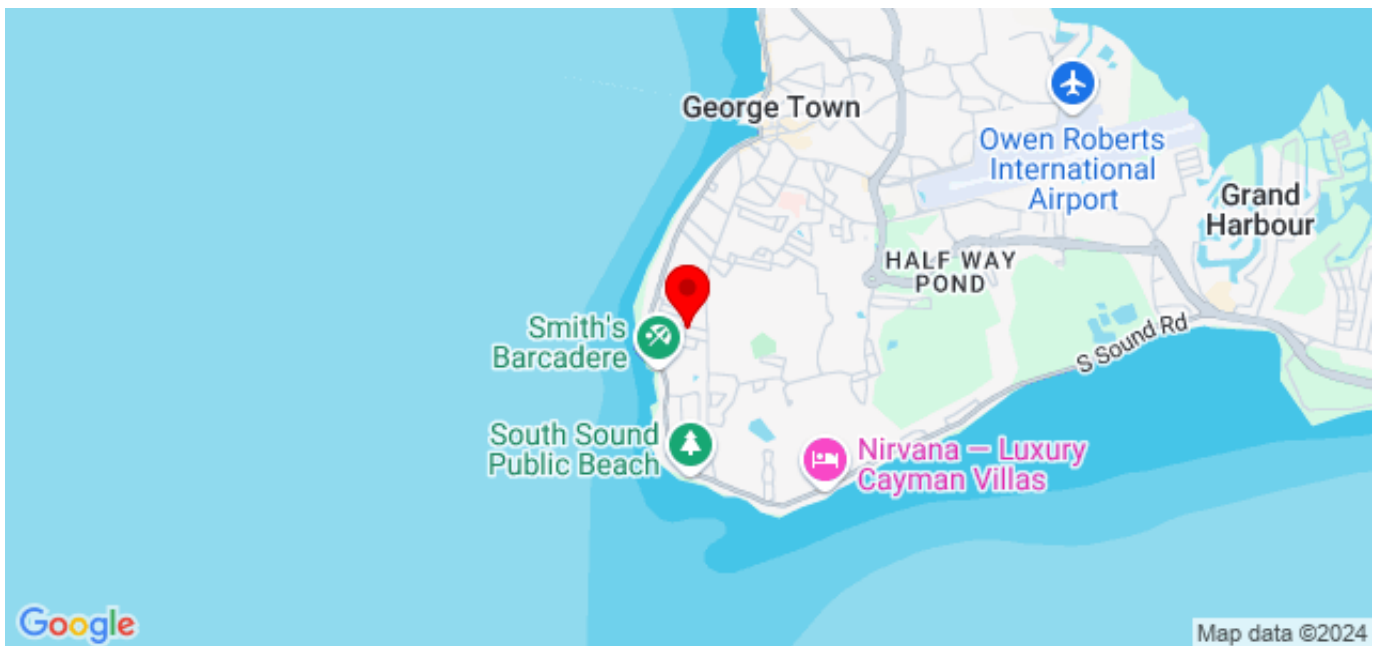 George Town
Owen Roberts
International
Airport
Grand
Harbour
HALF WAY
POND
Smith's
Barcadere
S Sound Rd
South Sound
Public Beach
Nirvana — Luxury
Cayman Villas
Google
Map data ©2024